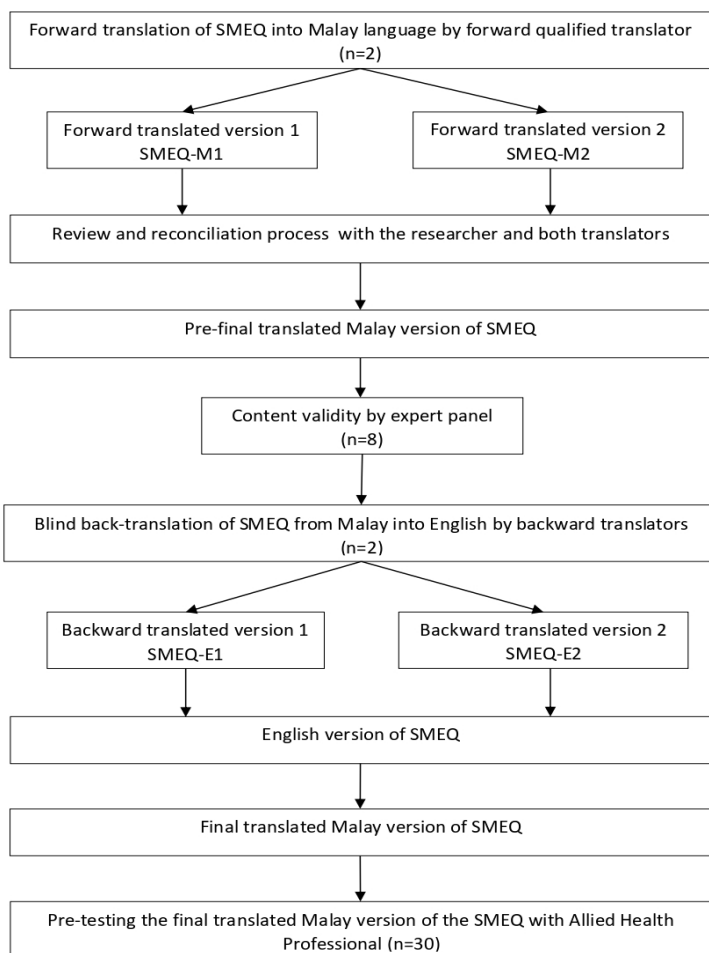 Forward translation of SMEQ into Malay language by forward qualified translator
(n=2)
Forward translated version 1
SMEQ-M1
Forward translated version 2
SMEQ-M2
Review and reconciliation process with the researcher and both translators
Pre-final translated Malay version of SMEQ
Content validity by expert panel
(n=8)
Blind back-translation of SMEQ from Malay into English by backward translators
(n=2)
Backward translated version 1
SMEQ-E1
Backward translated version 2
SMEQ-E2
English version of SMEQ
Final translated Malay version of SMEQ
Pre-testing the final translated Malay version of the SMEQ with Allied Health
Professional (n=30)